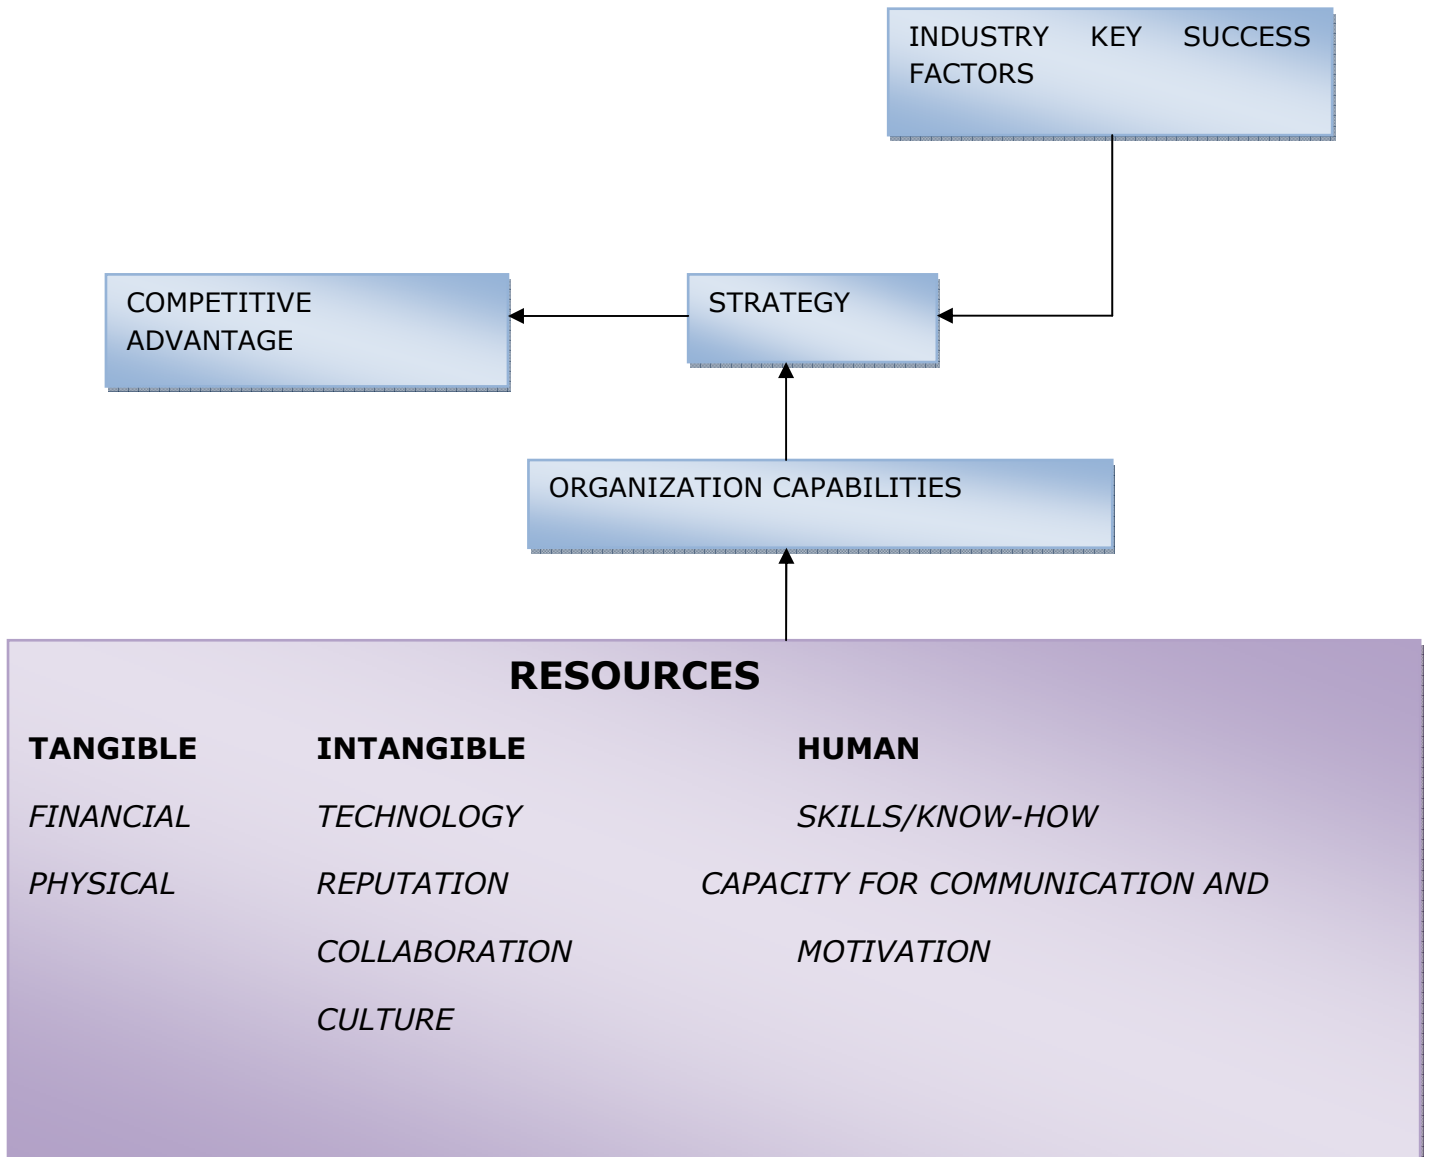 INDUSTRY KEY SUCCESS
FACTORS
COMPETITIVE
ADVANTAGE
STRATEGY
ORGANIZATION CAPABILITIES
RESOURCES
TANGIBLE INTANGIBLE HUMAN
FINANCIAL TECHNOLOGY SKILLS/KNOW-HOW
PHYSICAL REPUTATION CAPACITY FOR COMMUNICATION AND
COLLABORATION MOTIVATION
CULTURE